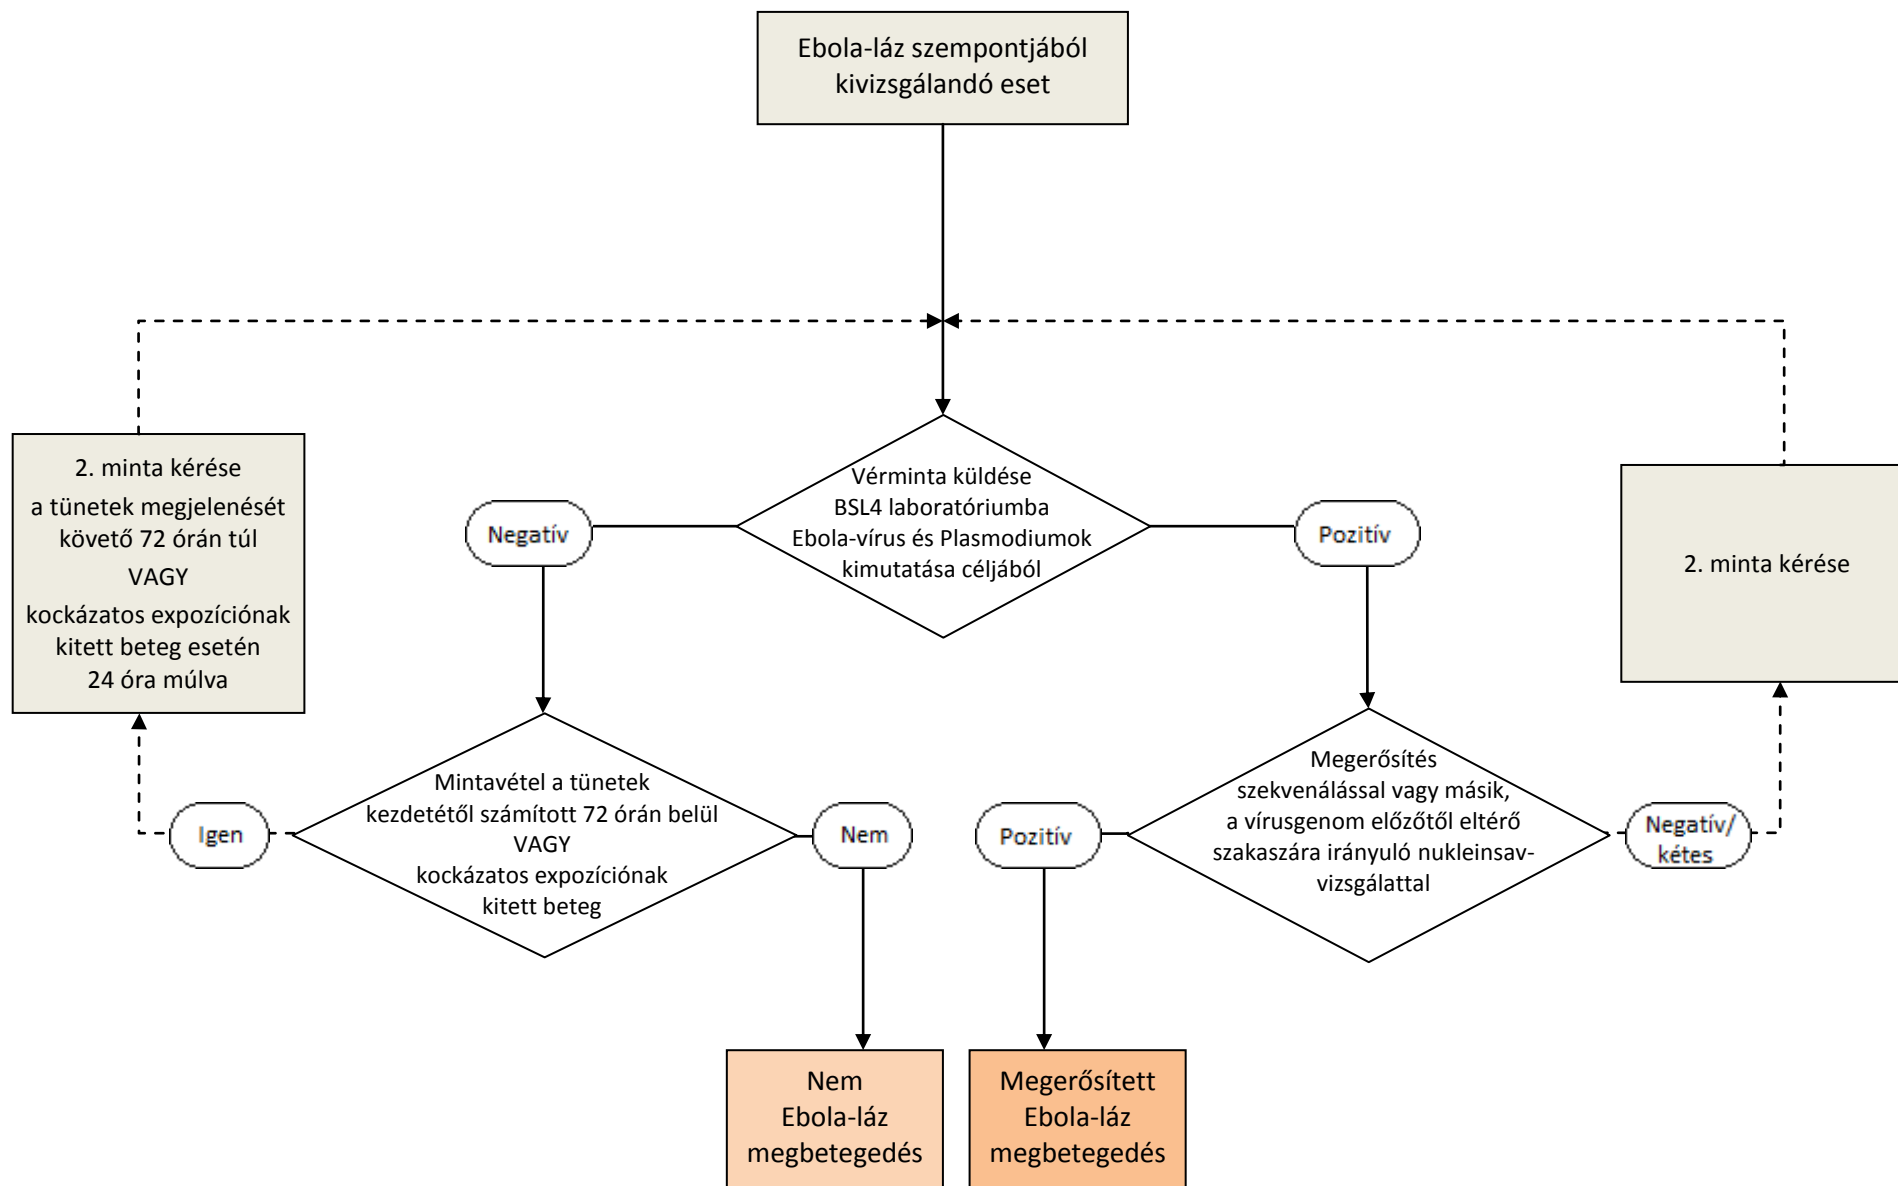 Ebola-láz szempontjából
kivizsgálandó eset
2. minta kérése
a tünetek megjelenését
követő 72 órán túl
VAGY
kockázatos expozíciónak
kitett beteg esetén
24 óra múlva
Negatív
Vérminta küldése
BSL4 laboratóriumba
Ebola-vírus és Plasmodiumok
kimutatása céljából
Pozitív
2. minta kérése
Igen
Mintavétel a tünetek
kezdetétől számított 72 órán belül
VAGY
kockázatos expozíciónak
kitett beteg
Nem
Pozitív
Megerősítés
szekvenálással vagy másik,
a vírusgenom előzőtől eltérő
szakaszára irányuló nukleinsav-
vizsgálattal
Negatív/
kétes
Nem
Ebola-láz
megbetegedés
Megerősített
Ebola-láz
megbetegedés